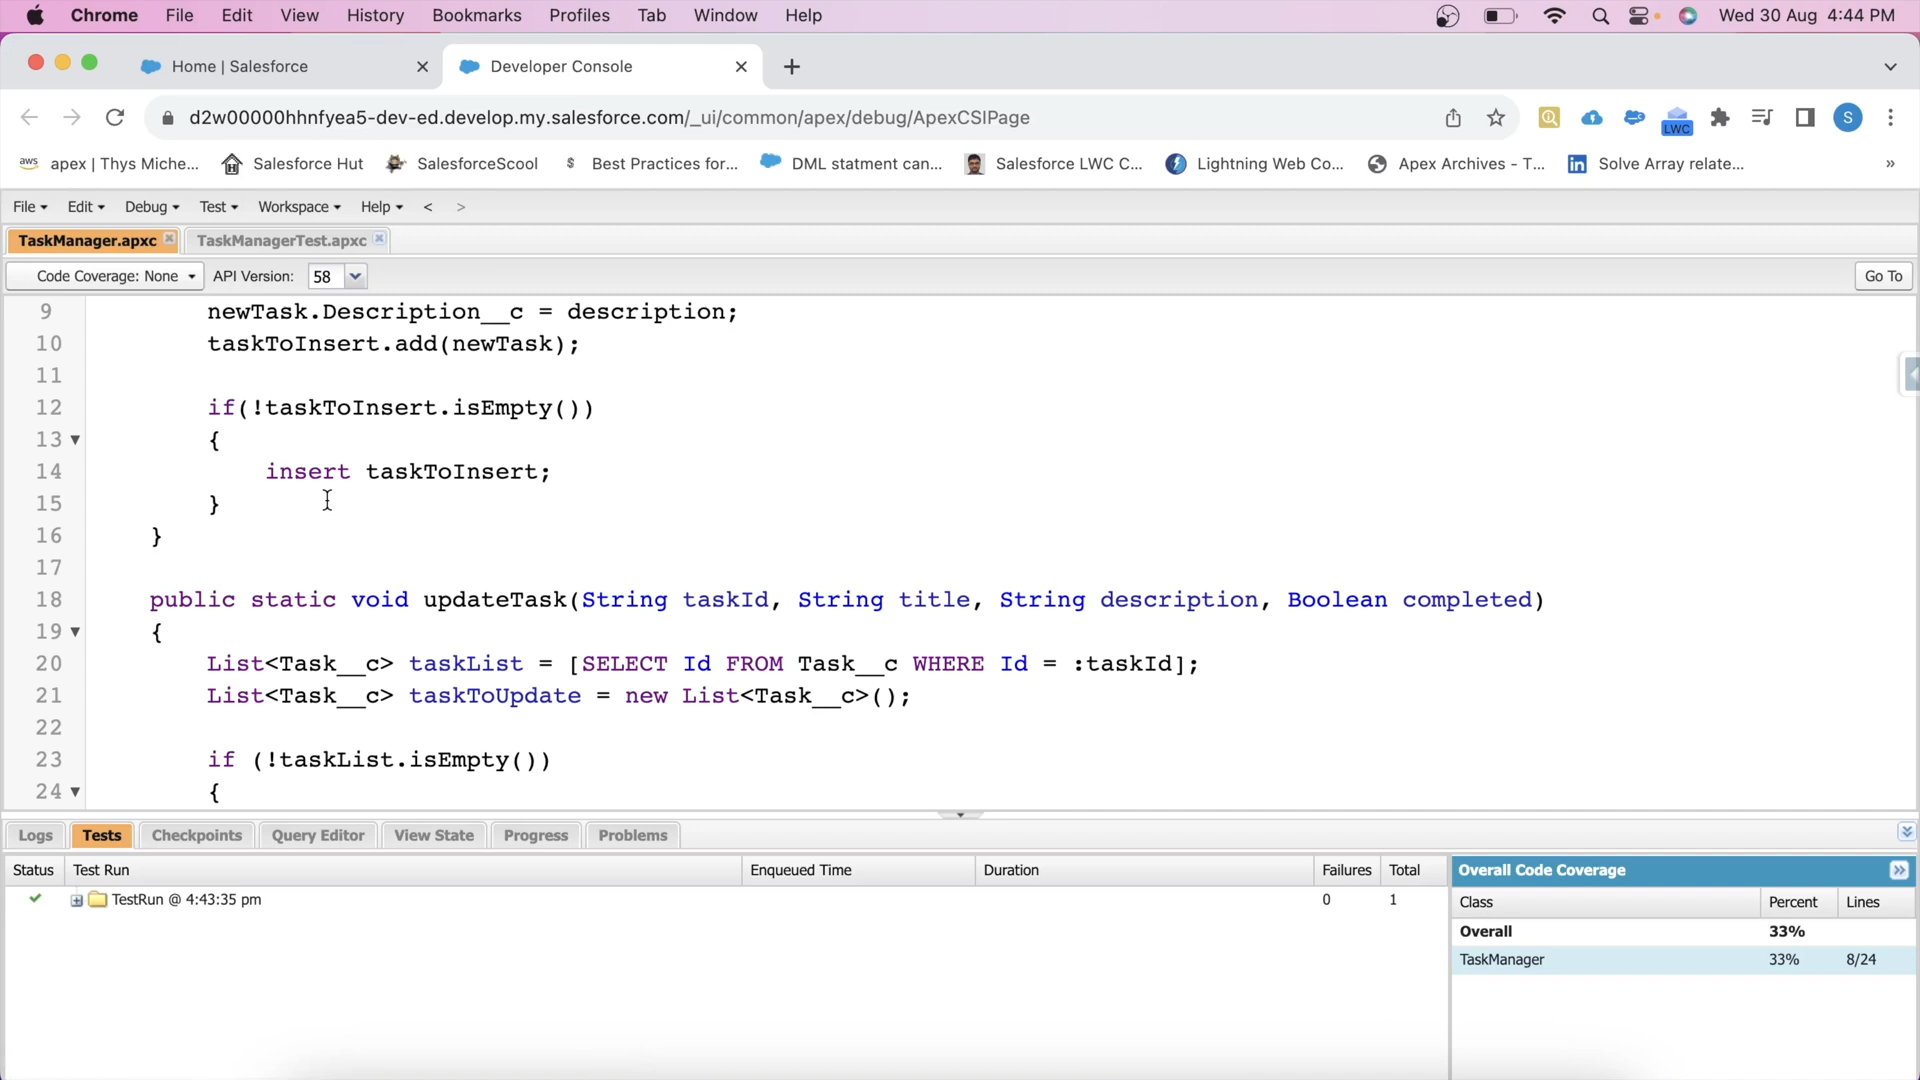 Chrome File Edit View History Bookmarks Profiles Tab Window Help Wed 30 Aug 4:44 PM
Home | Salesforce Developer Console
d2w00000hhnfyea5-dev-ed.develop.my.salesforce.com/_ui/common/apex/debug/ApexCSIPage LWC S
aws apex | Thys Miche... Salesforce Hut SalesforceScool S Best Practices for... DML statment can... Salesforce LWC C... Lightning Web Co... Apex Archives - T... in Solve Array relate... »
File Edit Debug Test Workspace Help < >
TaskManager.apxc TaskManagerTest.apxc
Code Coverage: None API Version: 58 Go To
9 newTask.Description__c = description;
10 taskToInsert.add(newTask);
11
12 if(!taskToInsert.isEmpty())
13 {
14 insert taskToInsert;
15 }
16 }
17
18 public static void updateTask(String taskId, String title, String description, Boolean completed)
19 {
20 List<Task__c> taskList = [SELECT Id FROM Task__c WHERE Id = :taskId];
21 List<Task__c> taskToUpdate = new List<Task__c>();
22
23 if (!taskList.isEmpty())
24 {
Logs Tests Checkpoints Query Editor View State Progress Problems
Status Test Run Enqueued Time Duration Failures Total
TestRun @ 4:43:35 pm 0 1
Overall Code Coverage
Class Percent Lines
Overall 33%
TaskManager 33% 8/24